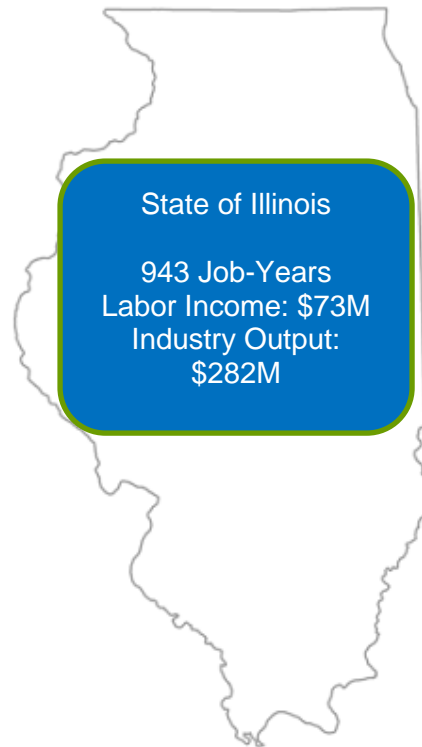 State of Illinois
943 Job-Years
Labor Income: $73M
Industry Output:
$282M